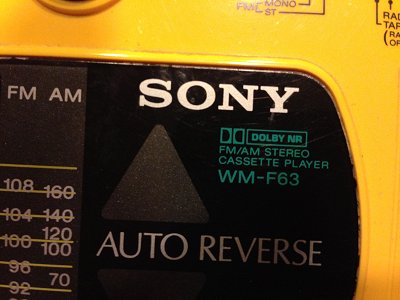 FM/L MONO
ST
FM AM
SONY
DOLBY NR
FM/AM STEREO
CASSETTE PLAYER
WM-F63
108 160
104 140
120
100 100
96 70
92
AUTO REVERSE